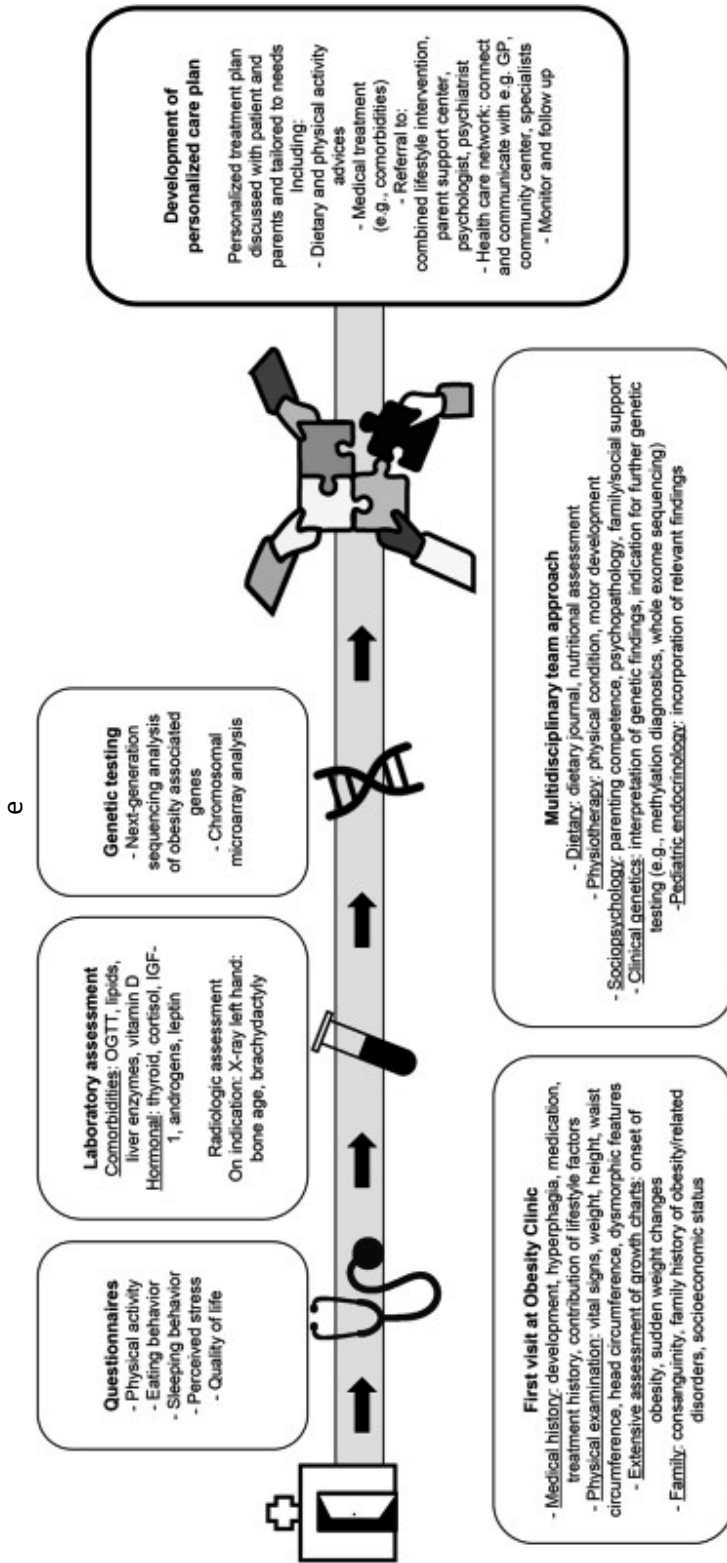 e
Questionnaires
- Physical activity
- Eating behavior
- Sleeping behavior
- Perceived stress
- Quality of life
Laboratory assessment
Comorbidities: OGTT, lipids,
liver enzymes, vitamin D
Hormonal: thyroid, cortisol, IGF-
1, androgens, leptin
Radiologic assessment
On indication: X-ray left hand:
bone age, brachydactyly
Genetic testing
- Next-generation
sequencing analysis
of obesity associated
genes
- Chromosomal
microarray analysis
First visit at Obesity Clinic
- Medical history: development, hyperphagia, medication,
treatment history, contribution of lifestyle factors
- Physical examination: vital signs, weight, height, waist
circumference, head circumference, dysmorphic features
- Extensive assessment of growth charts: onset of
obesity, sudden weight changes
- Family: consanguinity, family history of obesity/related
disorders, socioeconomic status
Multidisciplinary team approach
- Dietary: dietary journal, nutritional assessment
- Physiotherapy: physical condition, motor development
- Sociopsychology: parenting competence, psychopathology, family/social support
- Clinical genetics: interpretation of genetic findings, indication for further genetic
testing (e.g., methylation diagnostics, whole exome sequencing)
-Pediatric endocrinology: incorporation of relevant findings
Development of
personalized care plan
Personalized treatment plan
discussed with patient and
parents and tailored to needs
Including:
- Dietary and physical activity
advices
- Medical treatment
(e.g., comorbidities)
- Referral to:
combined lifestyle intervention,
parent support center,
psychologist, psychiatrist
- Health care network: connect
and communicate with e.g. GP,
community center, specialists
- Monitor and follow up